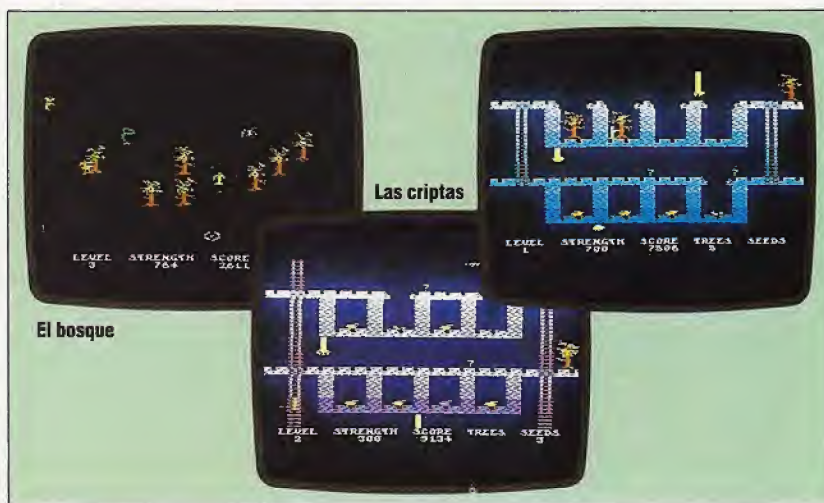 LEVEL STRENGTH SCORE
3 784 2611
El bosque
Las criptas
LEVEL STRENGTH SCORE TREES SEEDS
1 700 7506 5
LEVEL STRENGTH SCORE TREES SEEDS
2 300 9134 3